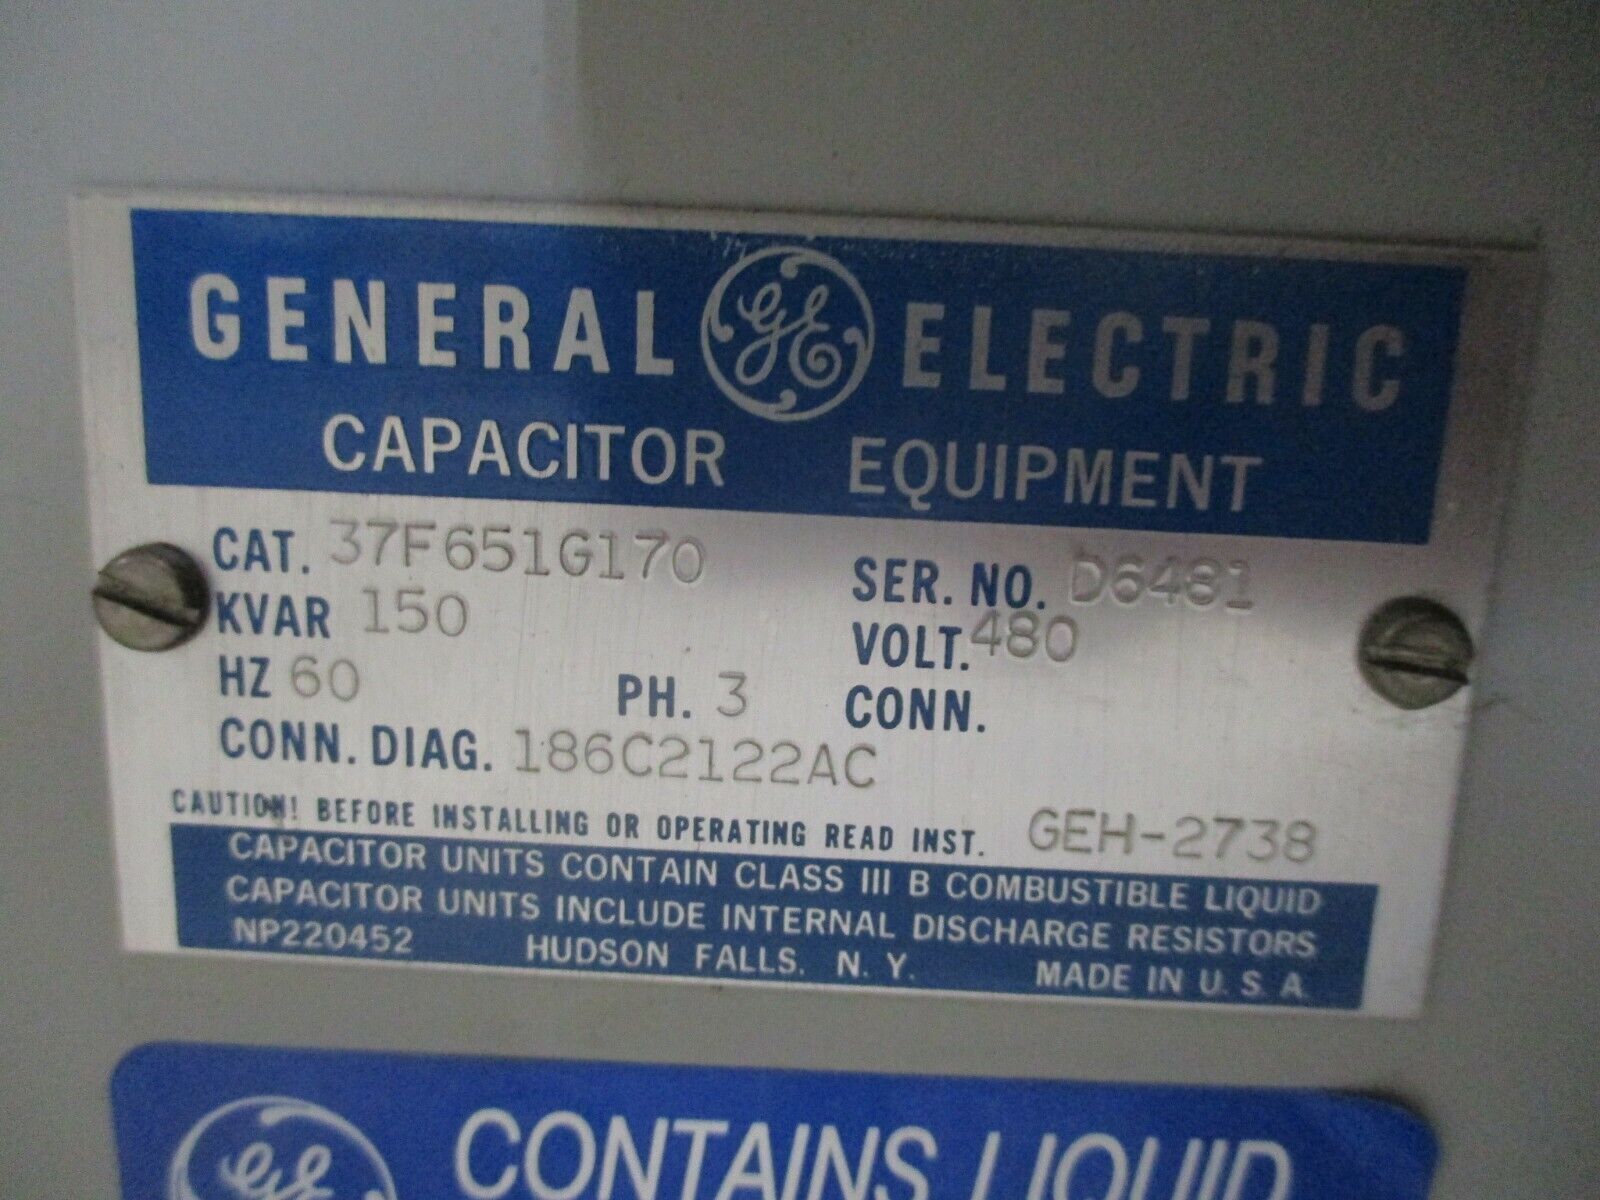 GENERAL GE ELECTRIC
CAPACITOR EQUIPMENT
CAT. 37F651G170 SER. NO. D6481
KVAR 150 VOLT. 480
HZ 60 PH. 3 CONN.
CONN. DIAG. 186C2122AC
CAUTION! BEFORE INSTALLING OR OPERATING READ INST. GEH-2738
CAPACITOR UNITS CONTAIN CLASS III B COMBUSTIBLE LIQUID
CAPACITOR UNITS INCLUDE INTERNAL DISCHARGE RESISTORS
NP220452 HUDSON FALLS, N. Y. MADE IN U. S. A.
GE CONTAINS LIQUID